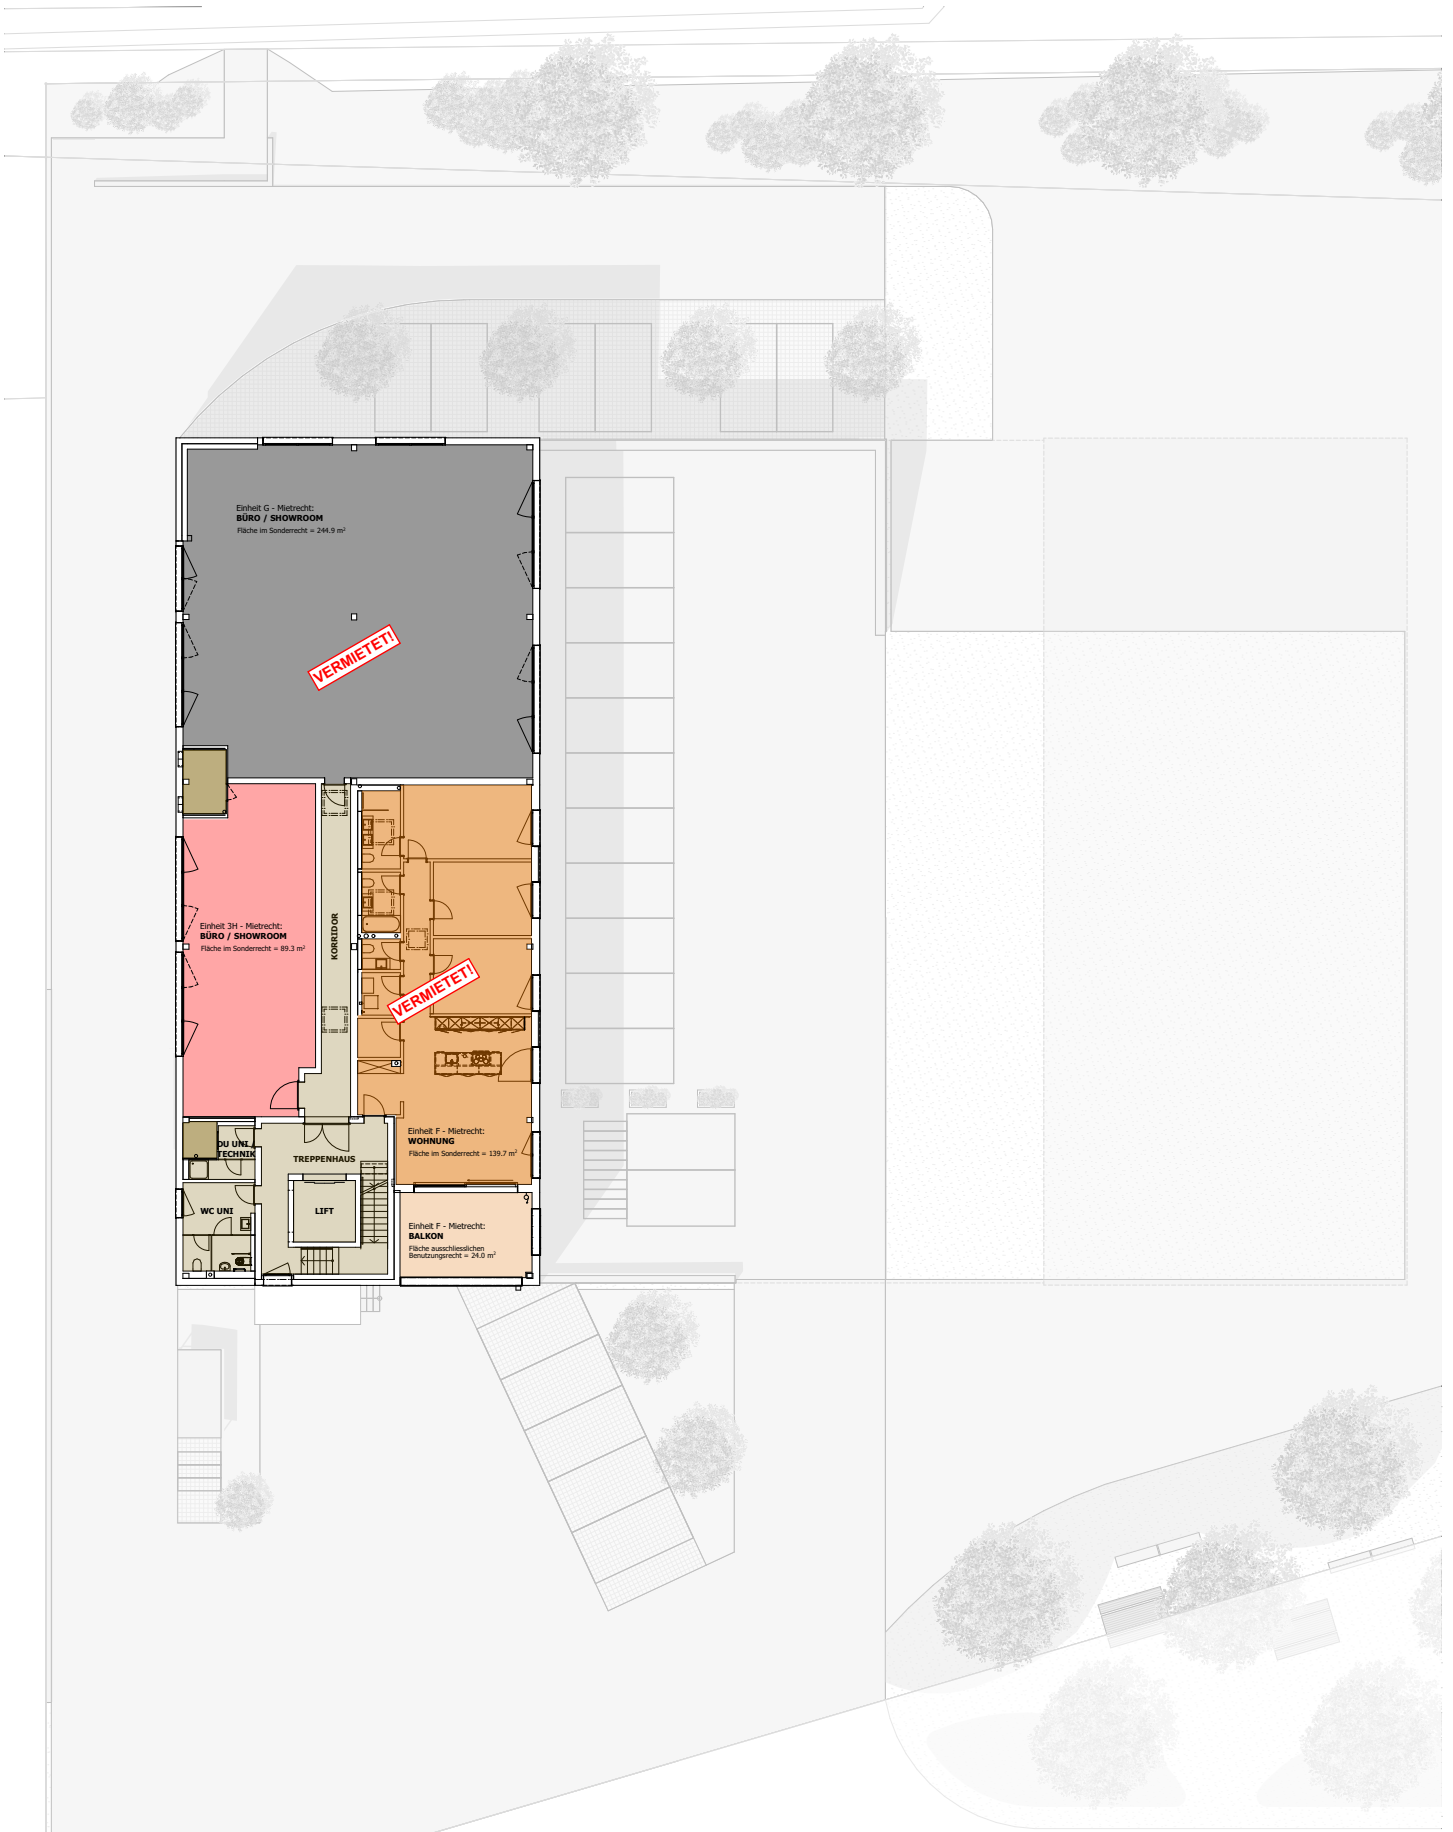 Einheit G - Mietrecht:
BÜRO / SHOWROOM
Fläche im Sonderrecht = 244.9 m²
VERMIETET!
Einheit 3H - Mietrecht:
BÜRO / SHOWROOM
Fläche im Sonderrecht = 89.3 m²
KORRIDOR
VERMIETET!
Einheit F - Mietrecht:
WOHNUNG
Fläche im Sonderrecht = 139.7 m²
DU UNI /
TECHNIK
TREPPENHAUS
WC UNI
LIFT
Einheit F - Mietrecht:
BALKON
Fläche ausschliesslichen
Benutzungsrecht = 24.0 m²